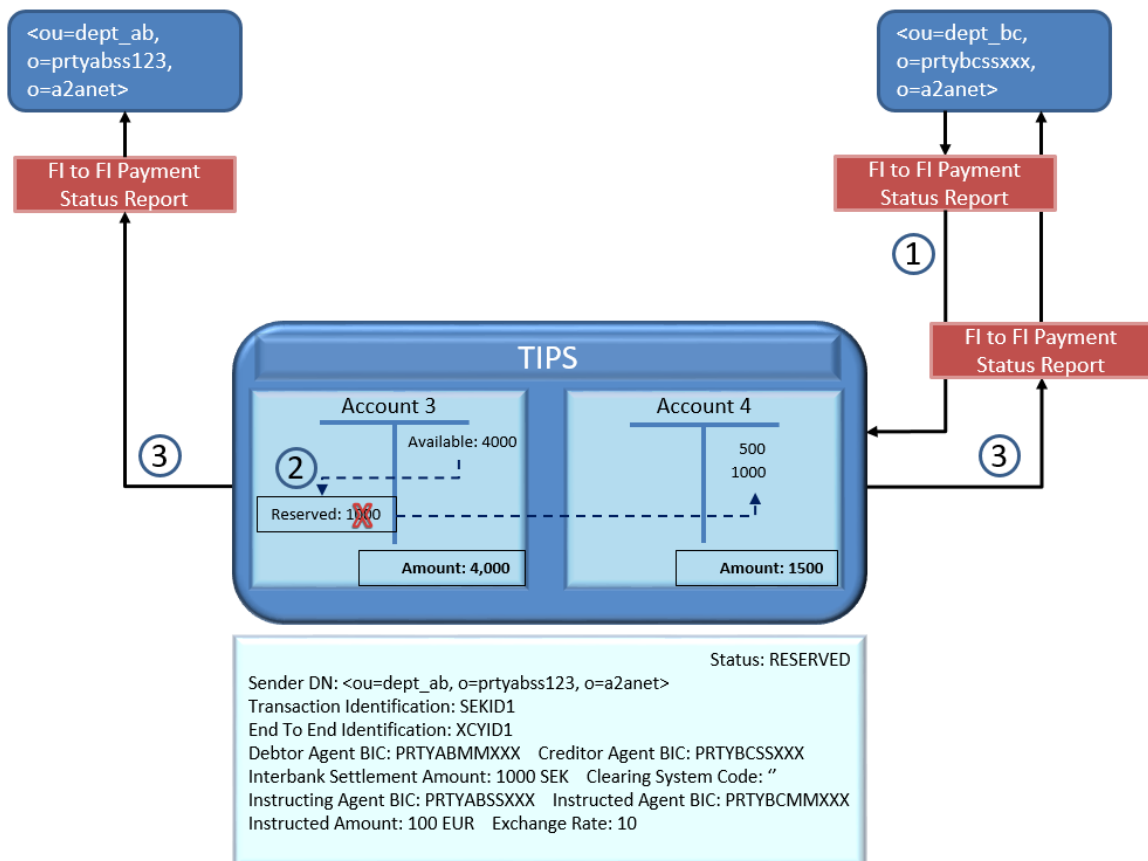 <ou=dept_ab,
o=prtyabss123,
o=a2anet>
<ou=dept_bc,
o=prtybcssxxx,
o=a2anet>
FI to FI Payment
Status Report
FI to FI Payment
Status Report
1
FI to FI Payment
Status Report
TIPS
Account 3
Available: 4000
2
Reserved: 1000
Amount: 4,000
Account 4
500
1000
Amount: 1500
3
3
Status: RESERVED
Sender DN: <ou=dept_ab, o=prtyabss123, o=a2anet>
Transaction Identification: SEKID1
End To End Identification: XCYID1
Debtor Agent BIC: PRTYABMMXXX Creditor Agent BIC: PRTYBCSSXXX
Interbank Settlement Amount: 1000 SEK Clearing System Code: ‘’
Instructing Agent BIC: PRTYABSSXXX Instructed Agent BIC: PRTYBCMMXXX
Instructed Amount: 100 EUR Exchange Rate: 10